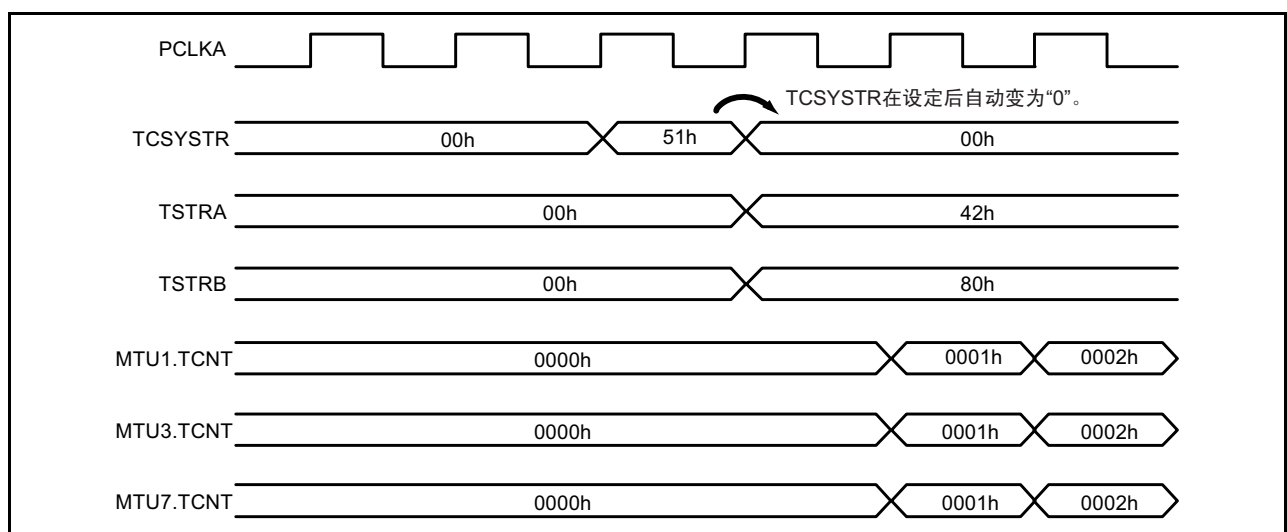 PCLKA
TCSYSTR在设定后自动变为“0”。
TCSYSTR 00h 51h 00h
TSTRA 00h 42h
TSTRB 00h 80h
MTU1.TCNT 0000h 0001h 0002h
MTU3.TCNT 0000h 0001h 0002h
MTU7.TCNT 0000h 0001h 0002h